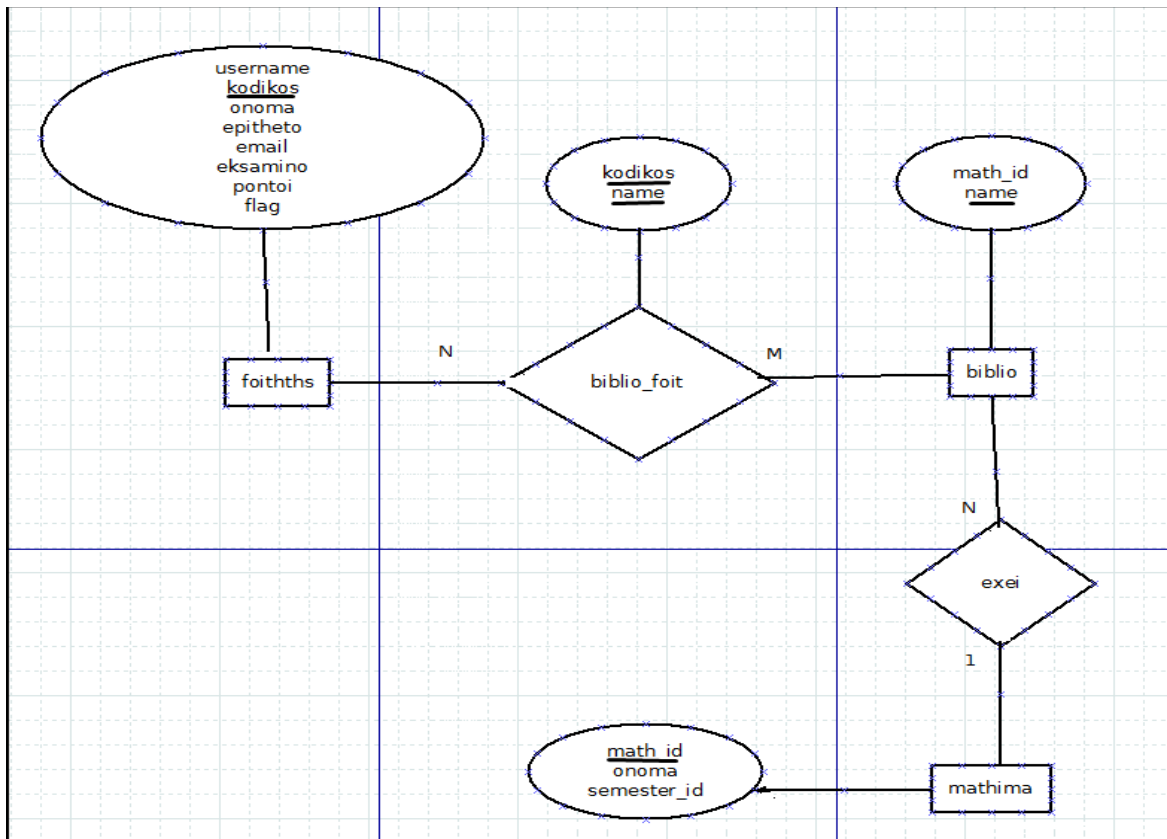 username
kodikos
onoma
epitheto
email
eksamino
pontoi
flag
kodikos
name
math_id
name
foithths
N
biblio_foit
M
biblio
N
exei
1
math_id
onoma
semester_id
mathima